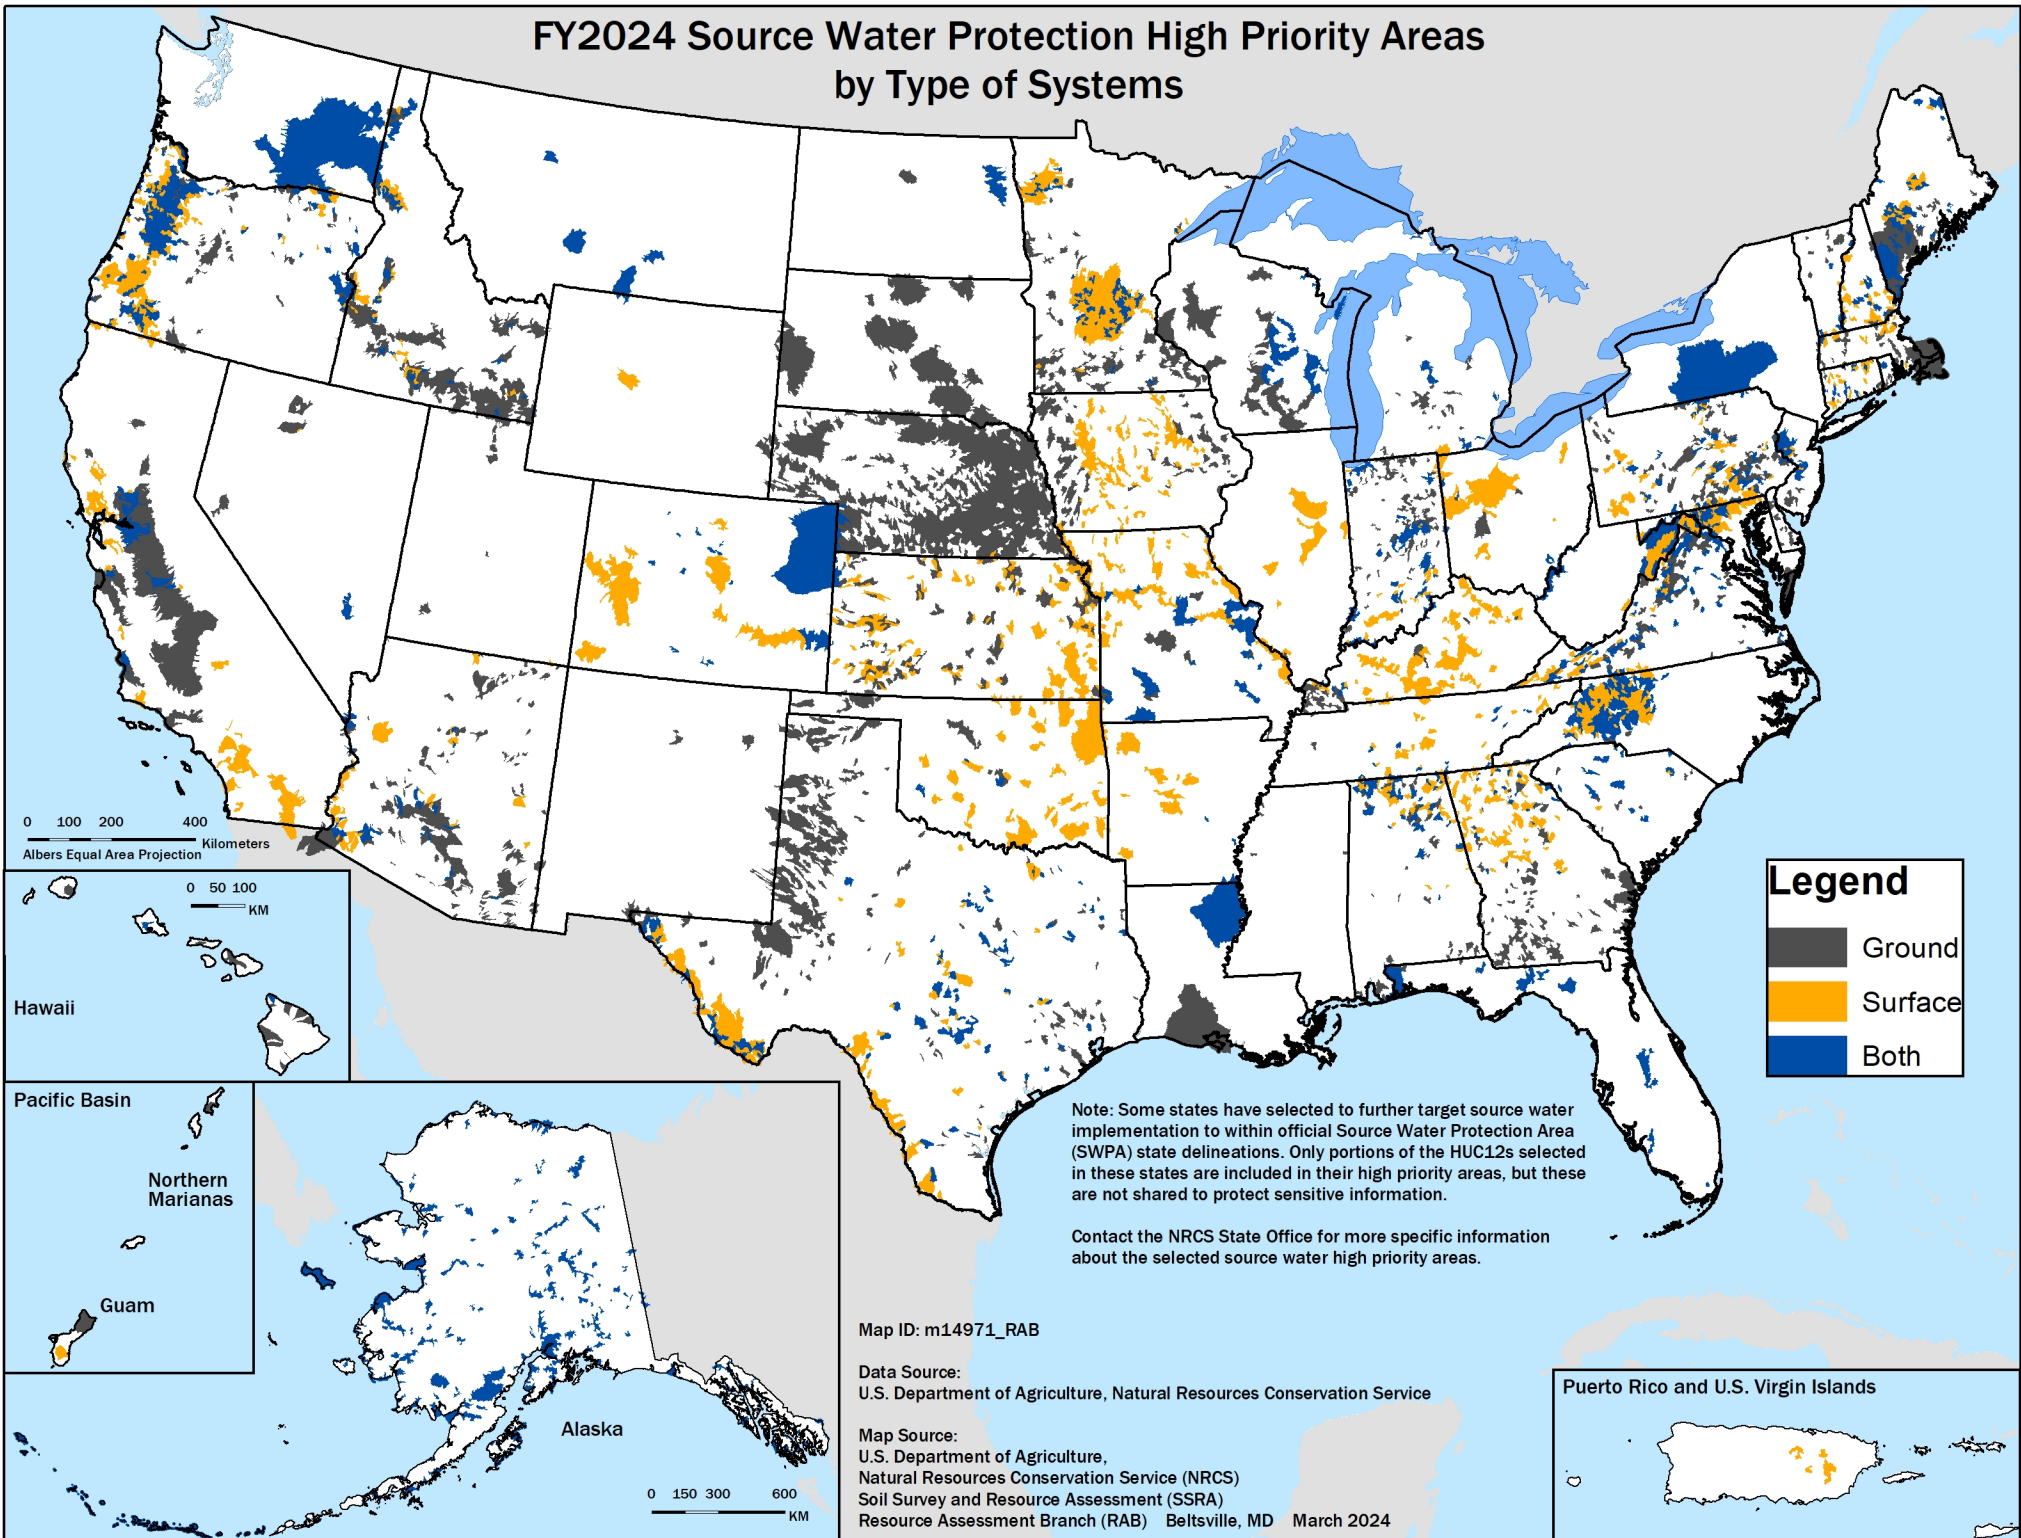 FY2024 Source Water Protection High Priority Areas
by Type of Systems
0 100 200 400
Kilometers
Albers Equal Area Projection
0 50 100
KM
Hawaii
Legend
Ground
Surface
Both
Pacific Basin
Northern
Marianas
Guam
Alaska
0 150 300 600
KM
Note: Some states have selected to further target source water
implementation to within official Source Water Protection Area
(SWPA) state delineations. Only portions of the HUC12s selected
in these states are included in their high priority areas, but these
are not shared to protect sensitive information.
Contact the NRCS State Office for more specific information
about the selected source water high priority areas.
Map ID: m14971_RAB
Data Source:
U.S. Department of Agriculture, Natural Resources Conservation Service
Map Source:
U.S. Department of Agriculture,
Natural Resources Conservation Service (NRCS)
Soil Survey and Resource Assessment (SSRA)
Resource Assessment Branch (RAB) Beltsville, MD March 2024
Puerto Rico and U.S. Virgin Islands